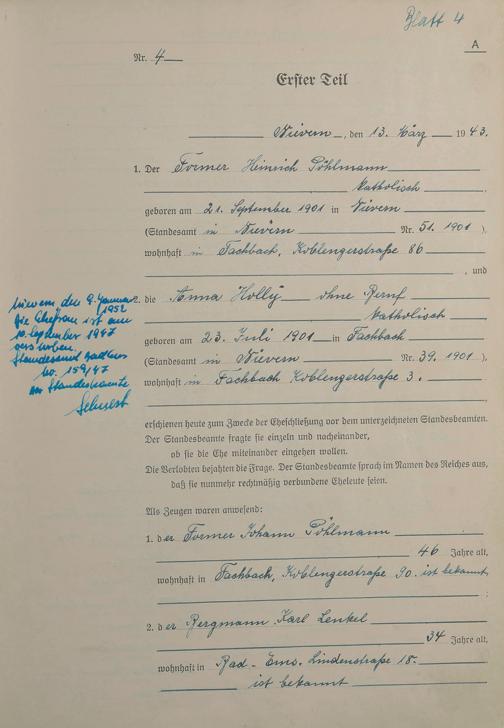 Blatt 4
A
Nr. 4
Erster Teil
Nievern, den 13. März 1943.
1. Der Former Heinrich Pöhlmann
katholisch
geboren am 21. September 1901 in Nievern
(Standesamt in Nievern Nr. 51. 1901 ),
wohnhaft in Fachbach, Koblenzerstraße 86
, und
2. die Anna Holly ohne Beruf
katholisch
geboren am 23. Juli 1901 in Fachbach
(Standesamt in Nievern Nr. 39. 1901 ),
wohnhaft in Fachbach Koblenzerstraße 3.
Nievern den 9. Januar
1952
Die Ehefrau ist am
10. September 1947
verstorben
Standesamt
No. 159/47
Der Standesbeamte
erschienen heute zum Zwecke der Eheschließung vor dem unterzeichneten Standesbeamten.
Der Standesbeamte fragte sie einzeln und nacheinander,
ob sie die Ehe miteinander eingehen wollen.
Die Verlobten bejahten die Frage. Der Standesbeamte sprach im Namen des Reiches aus,
daß sie nunmehr rechtmäßig verbundene Eheleute seien.
Als Zeugen waren anwesend:
1. der Former Johann Pöhlmann
46 Jahre alt,
wohnhaft in Fachbach, Koblenzerstraße 90. ist bekannt
;
2. der Bergmann Karl Lenkel
34 Jahre alt,
wohnhaft in Bad-Ems. Lindenstraße 18.
ist bekannt